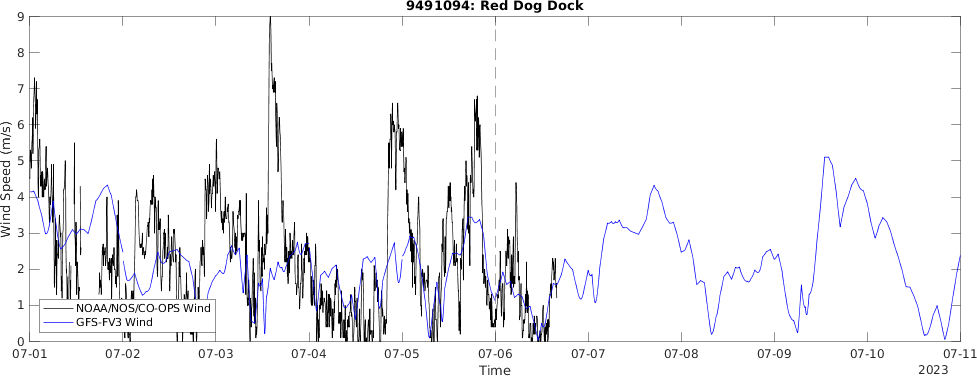 9491094: Red Dog Dock
Wind Speed (m/s)
9
8
7
6
5
4
3
2
1
0
NOAA/NOS/CO-OPS Wind
GFS-FV3 Wind
07-01 07-02 07-03 07-04 07-05 07-06 07-07 07-08 07-09 07-10 07-11
Time
2023